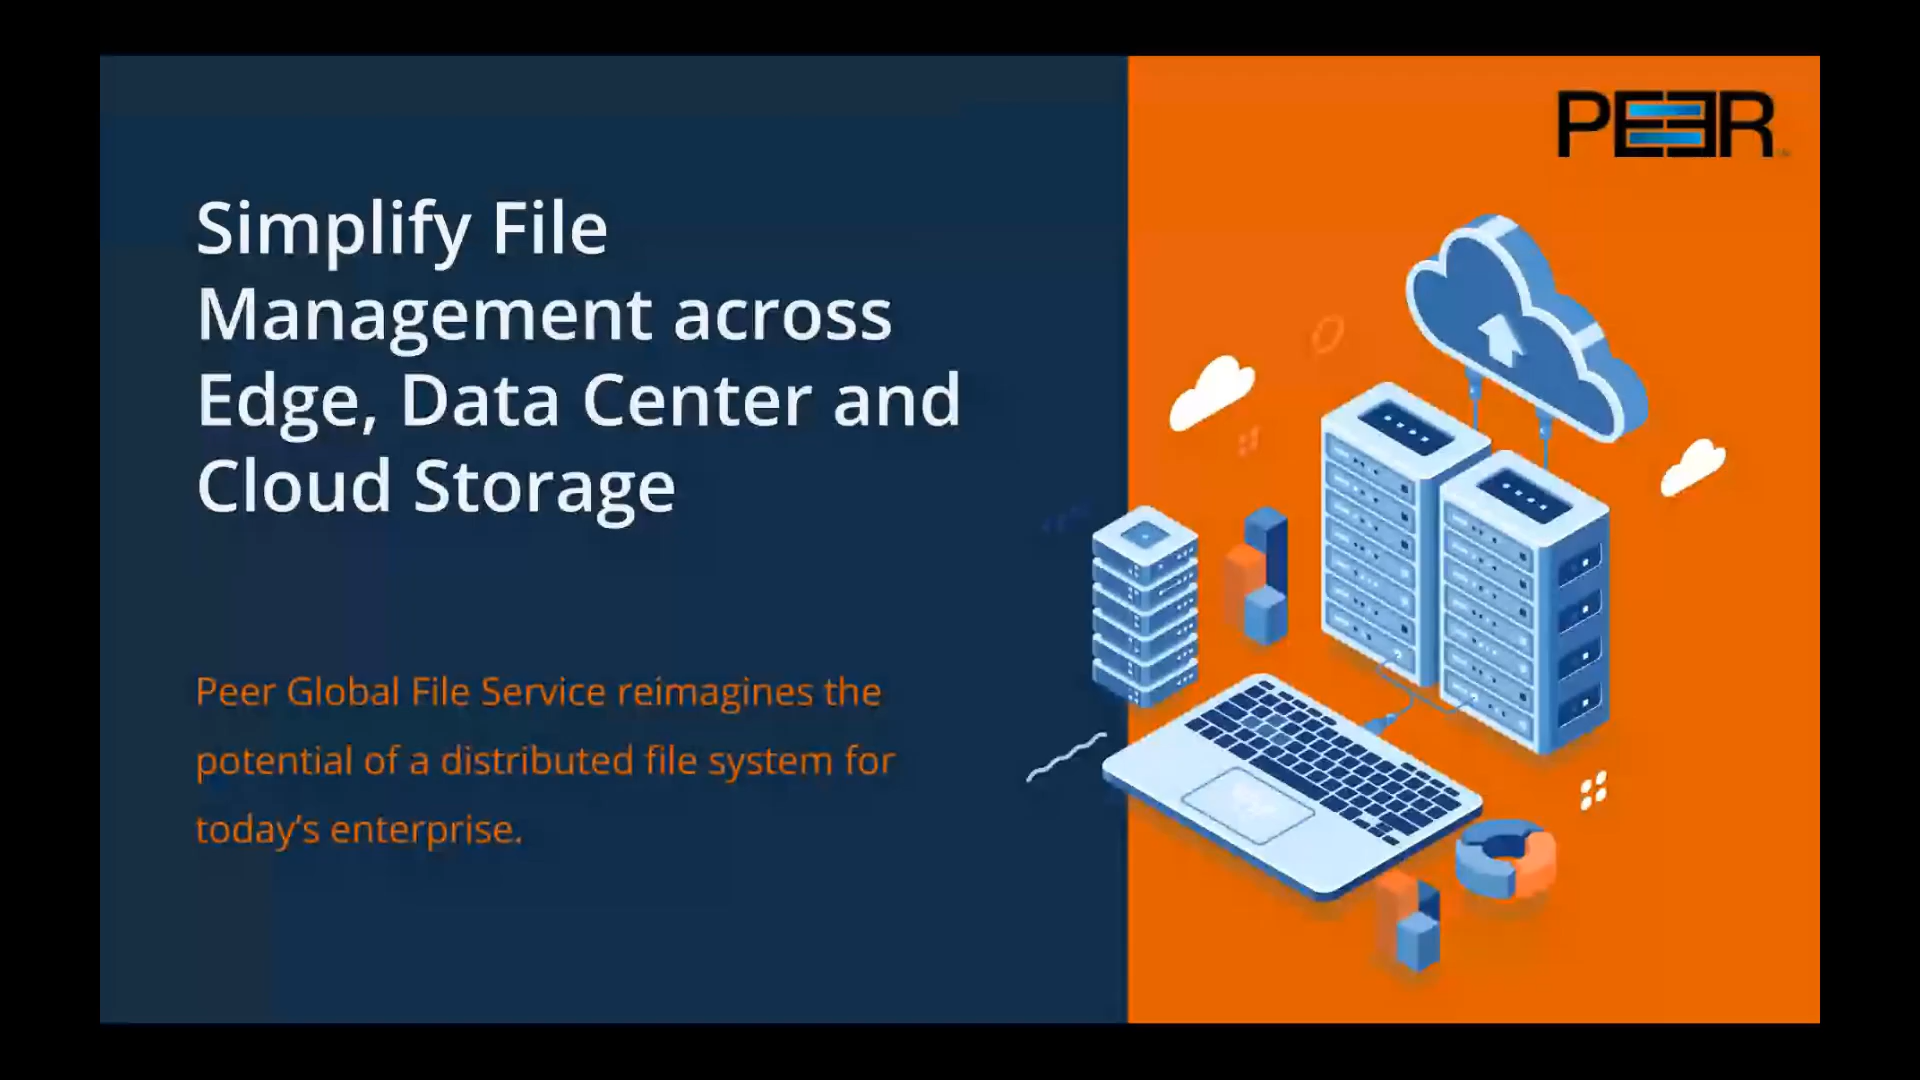 PEER
Simplify File
Management across
Edge, Data Center and
Cloud Storage
Peer Global File Service reimagines the
potential of a distributed file system for
today’s enterprise.